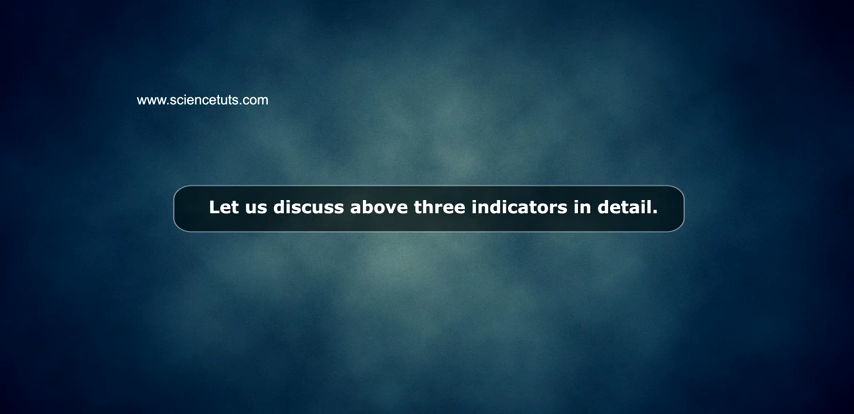 www.sciencetuts.com
Let us discuss above three indicators in detail.